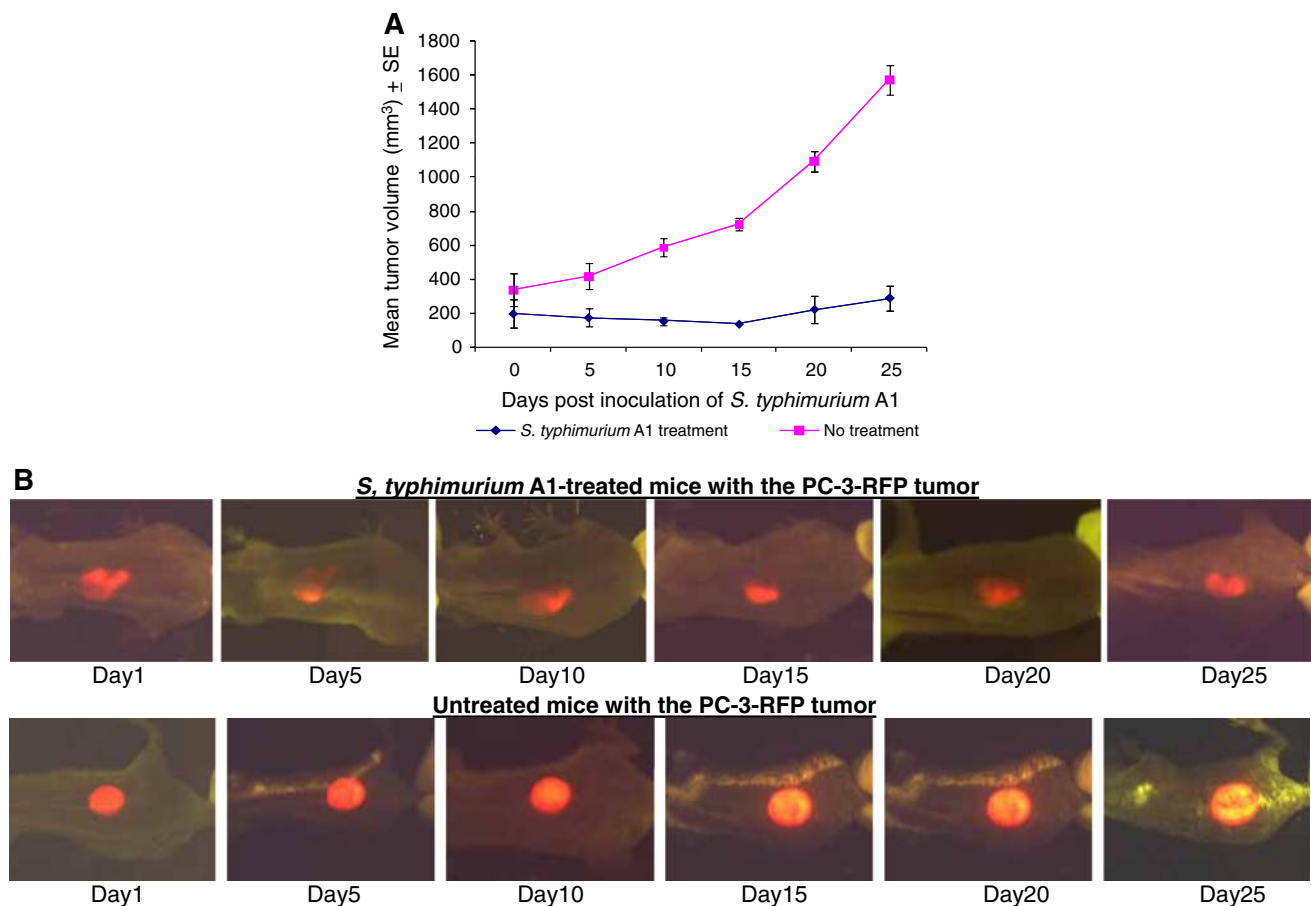 A
Mean tumor volume (mm³) ± SE
1800
1600
1400
1200
1000
800
600
400
200
0
0 5 10 15 20 25
Days post inoculation of S. typhimurium A1
S. typhimurium A1 treatment No treatment
B
S, typhimurium A1-treated mice with the PC-3-RFP tumor
Day1 Day5 Day10 Day15 Day20 Day25
Untreated mice with the PC-3-RFP tumor
Day1 Day5 Day10 Day15 Day20 Day25